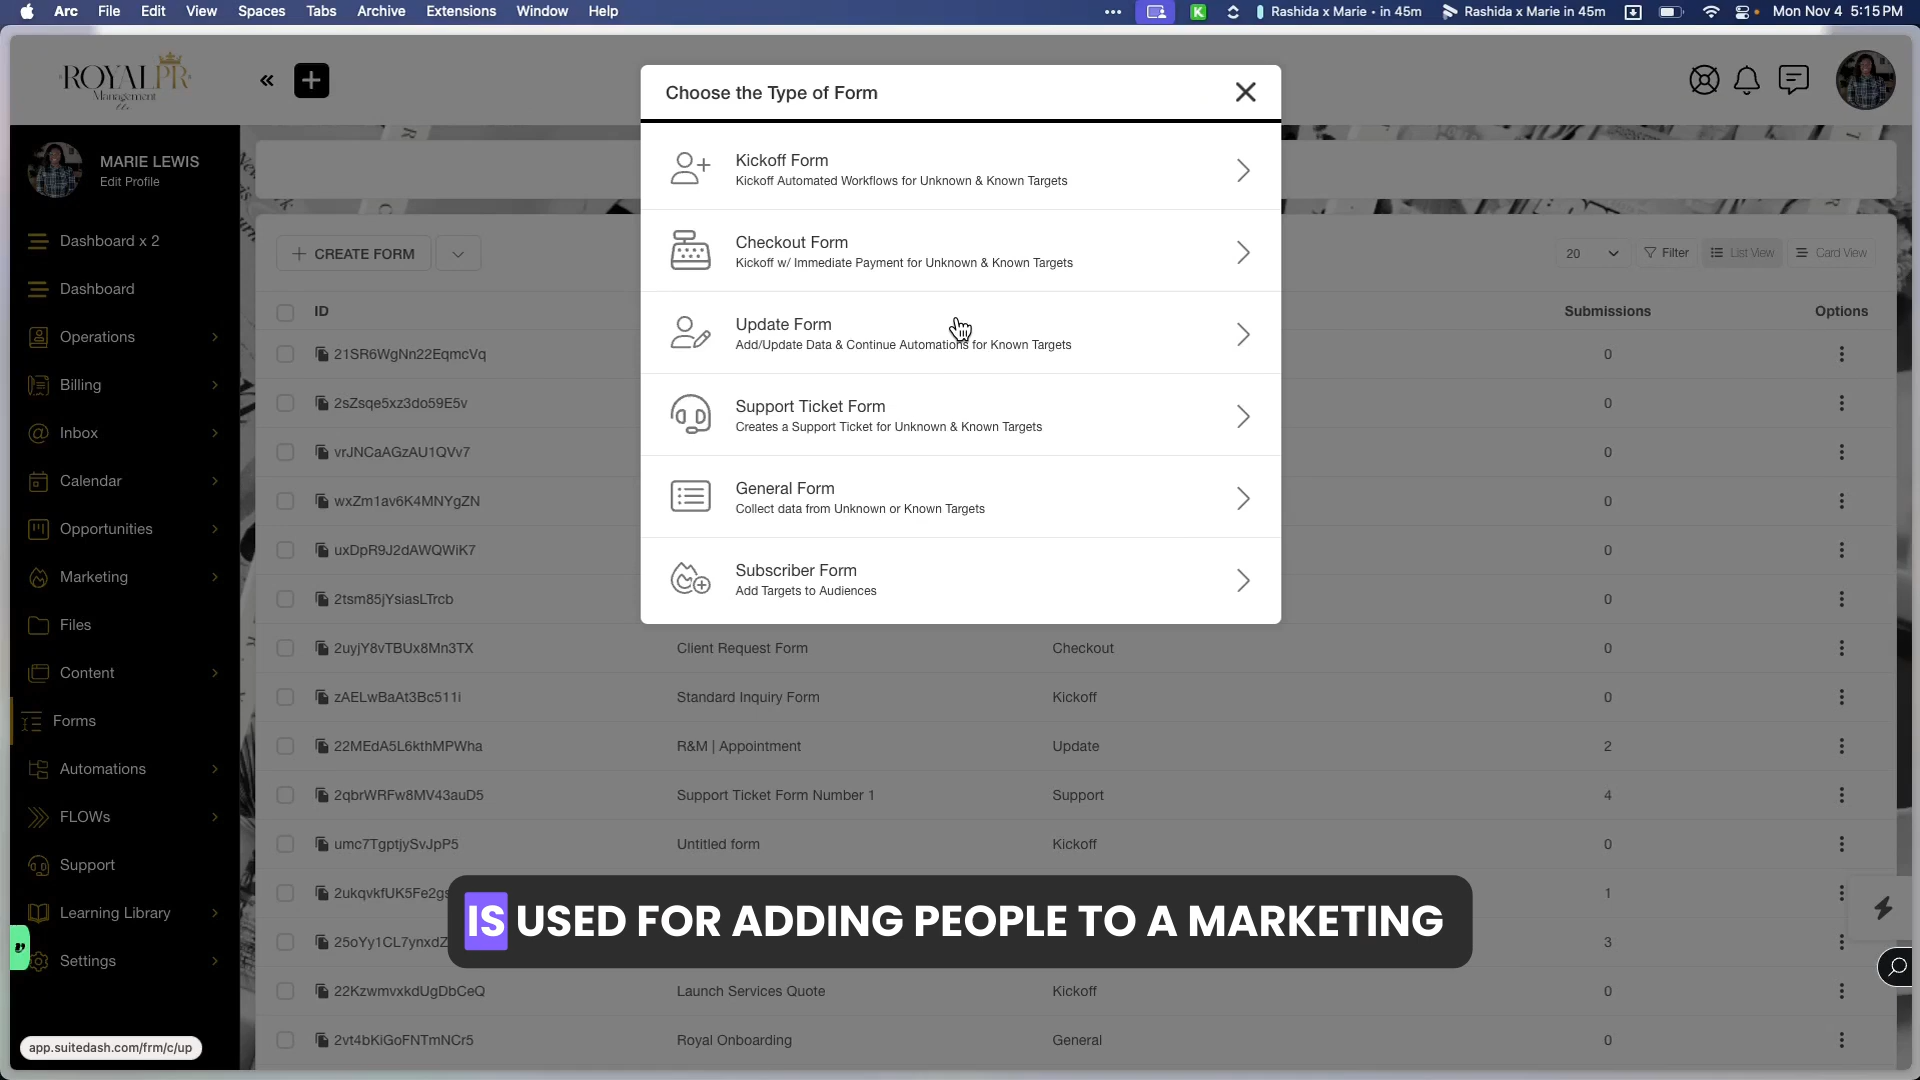 Arc File Edit View Spaces Tabs Archive Extensions Window Help
Rashida x Marie • in 45m Rashida x Marie in 45m Mon Nov 4 5:15 PM
ROYAL PR
Management
llc
MARIE LEWIS
Edit Profile
Dashboard x 2
Dashboard
Operations
Billing
Inbox
Calendar
Opportunities
Marketing
Files
Content
Forms
Automations
FLOWs
Support
Learning Library
Settings
app.suitedash.com/frm/c/up
Choose the Type of Form
Kickoff Form
Kickoff Automated Workflows for Unknown & Known Targets
Checkout Form
Kickoff w/ Immediate Payment for Unknown & Known Targets
Update Form
Add/Update Data & Continue Automations for Known Targets
Support Ticket Form
Creates a Support Ticket for Unknown & Known Targets
General Form
Collect data from Unknown or Known Targets
Subscriber Form
Add Targets to Audiences
CREATE FORM
20 Filter List View Card View
ID Submissions Options
21SR6WgNn22EqmcVq 0
2sZsqe5xz3do59E5v 0
vrJNCaAGzAU1QVv7 0
wxZm1av6K4MNYgZN 0
uxDpR9J2dAWQWiK7 0
2tsm85jYsiasLTrcb 0
2uyjY8vTBUx8Mn3TX Client Request Form Checkout 0
zAELwBaAt3Bc511i Standard Inquiry Form Kickoff 0
22MEdA5L6kthMPWha R&M | Appointment Update 2
2qbrWRFw8MV43auD5 Support Ticket Form Number 1 Support 4
umc7TgptjySvJpP5 Untitled form Kickoff 0
2ukqvkfUK5Fe2gs 1
25oYy1CL7ynxdZ 3
22KzwmvxkdUgDbCeQ Launch Services Quote Kickoff 0
2vt4bKiGoFNTmNCr5 Royal Onboarding General 0
IS USED FOR ADDING PEOPLE TO A MARKETING